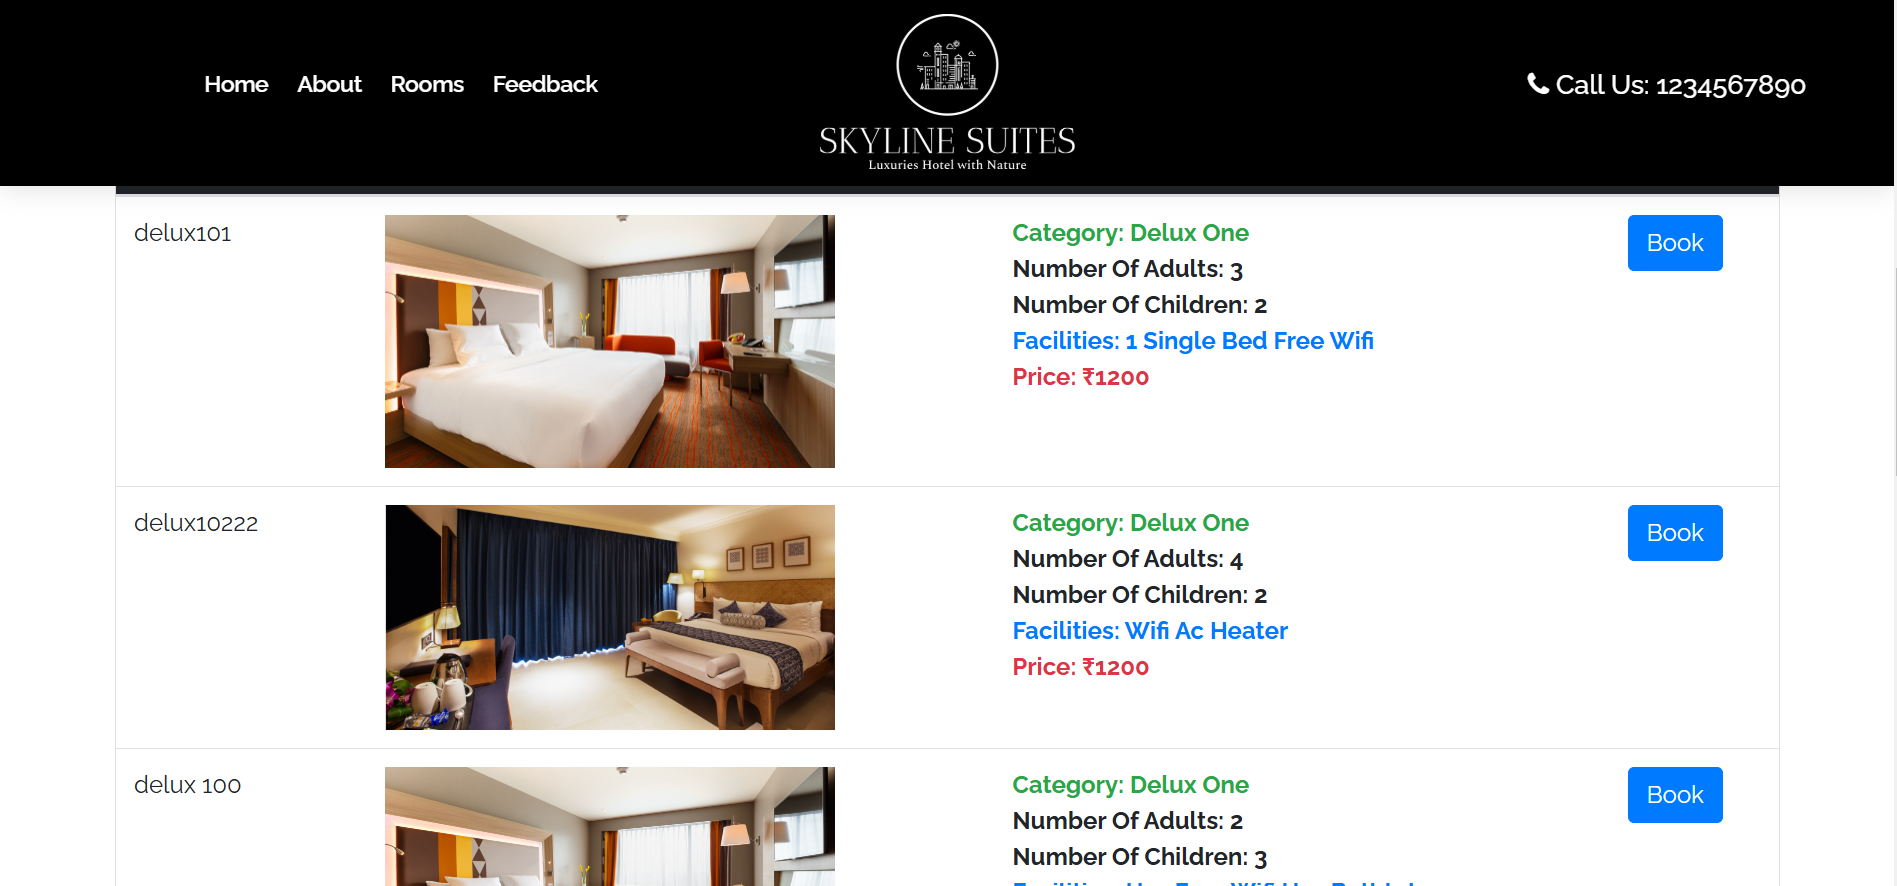 Home About Rooms Feedback
SKYLINE SUITES
Luxuries Hotel with Nature
Call Us: 1234567890
delux101
Category: Delux One
Number Of Adults: 3
Number Of Children: 2
Facilities: 1 Single Bed Free Wifi
Price: ₹1200
Book
delux10222
Category: Delux One
Number Of Adults: 4
Number Of Children: 2
Facilities: Wifi Ac Heater
Price: ₹1200
Book
delux 100
Category: Delux One
Number Of Adults: 2
Number Of Children: 3
Book